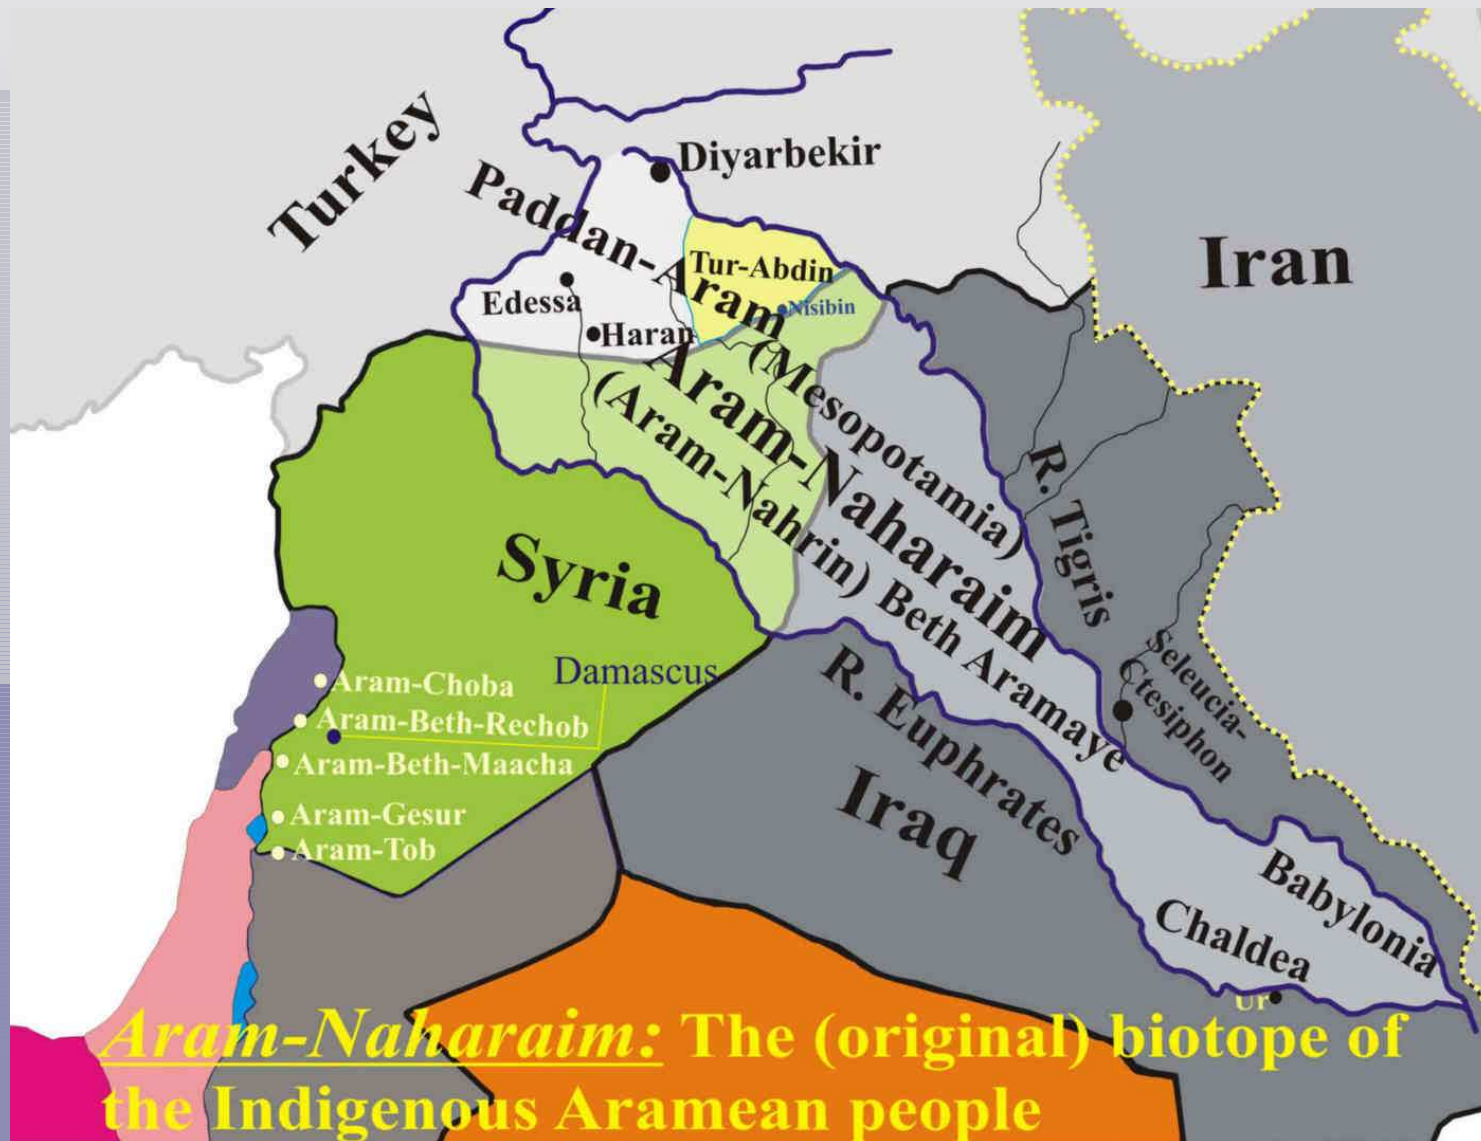 Turkey
Diyarbekir
Paddan-Aram
Iran
Tur-Abdin
Edessa
Nisibin
Haran
(Mesopotamia)
Aram-Naharaim
(Aram-Nahrin) Beth Aramaye
R. Tigris
Syria
Seleucia-
Ctesiphon
Damascus
Aram-Choba
Aram-Beth-Rechob
Aram-Beth-Maacha
Aram-Gesur
Aram-Tob
R. Euphrates
Iraq
Babylonia
Chaldea
Ur
Aram-Naharaim: The (original) biotope of
the Indigenous Aramean people